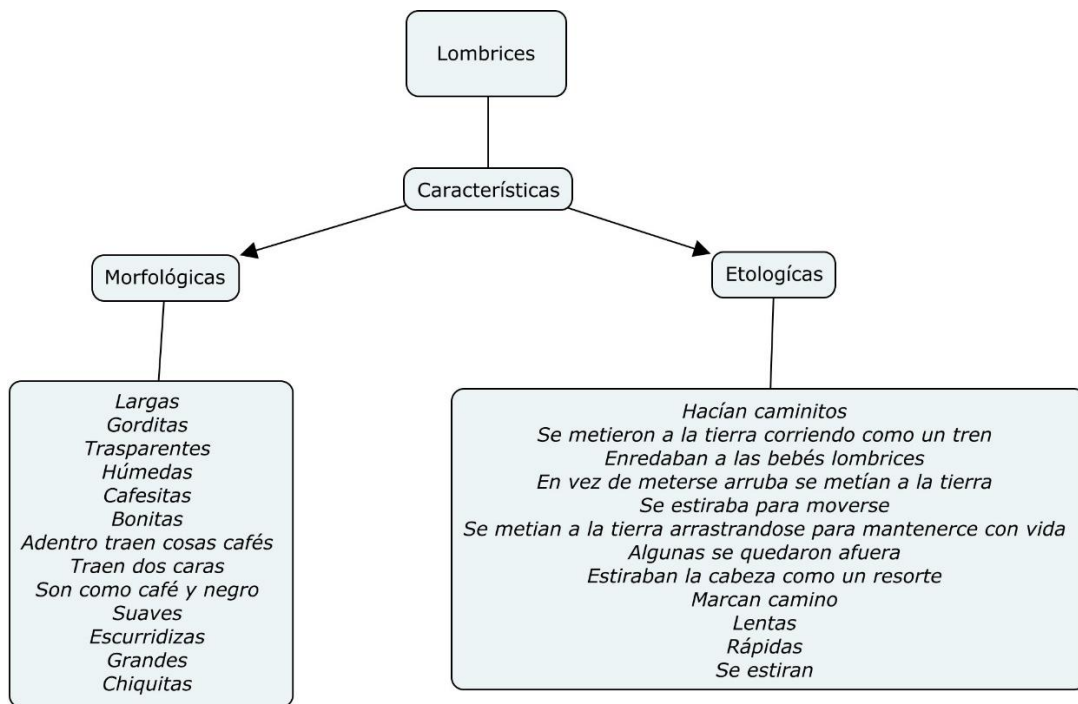 Lombrices
Características
Morfológicas
Etologícas
Largas
Gorditas
Trasparentes
Húmedas
Cafesitas
Bonitas
Adentro traen cosas cafés
Traen dos caras
Son como café y negro
Suaves
Escurridizas
Grandes
Chiquitas
Hacían caminitos
Se metieron a la tierra corriendo como un tren
Enredaban a las bebés lombrices
En vez de meterse arruba se metían a la tierra
Se estiraba para moverse
Se metian a la tierra arrastrandose para mantenerce con vida
Algunas se quedaron afuera
Estiraban la cabeza como un resorte
Marcan camino
Lentas
Rápidas
Se estiran